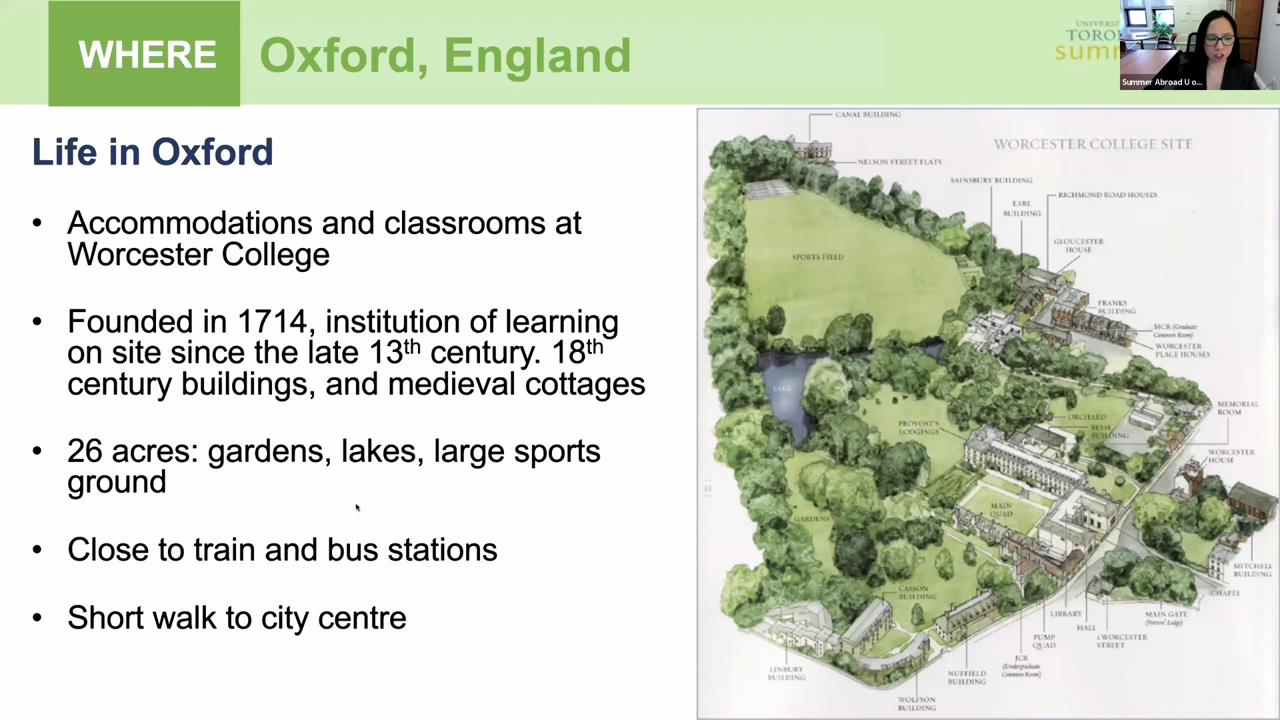 WHERE
Oxford, England
UNIVERSI
TORO
sum
Summer Abroad U o...
Life in Oxford
• Accommodations and classrooms at
Worcester College
• Founded in 1714, institution of learning
on site since the late 13th century. 18th
century buildings, and medieval cottages
• 26 acres: gardens, lakes, large sports
ground
• Close to train and bus stations
• Short walk to city centre
CANAL BUILDING
WORCESTER COLLEGE SITE
NELSON STREET FLATS
SAINSBURY BUILDING
RICHMOND ROAD HOUSES
EARL
BUILDING
GLOUCESTER
HOUSE
SPORTS FIELD
FRANKS
BUILDING
MCR (Graduate
Common Room)
WORCESTER
PLACE HOUSES
LAKE
MEMORIAL
ROOM
ORCHARD
PROVOST'S
LODGINGS
BESSE
BUILDING
WORCESTER
HOUSE
MAIN
QUAD
GARDENS
MITCHELL
BUILDING
CASSON
BUILDING
CHAPEL
LIBRARY
MAIN GATE
(Porters' Lodge)
HALL
1 WORCESTER
STREET
PUMP
QUAD
JCR
(Undergraduate
Common Room)
LINBURY
BUILDING
NUFFIELD
BUILDING
WOLFSON
BUILDING